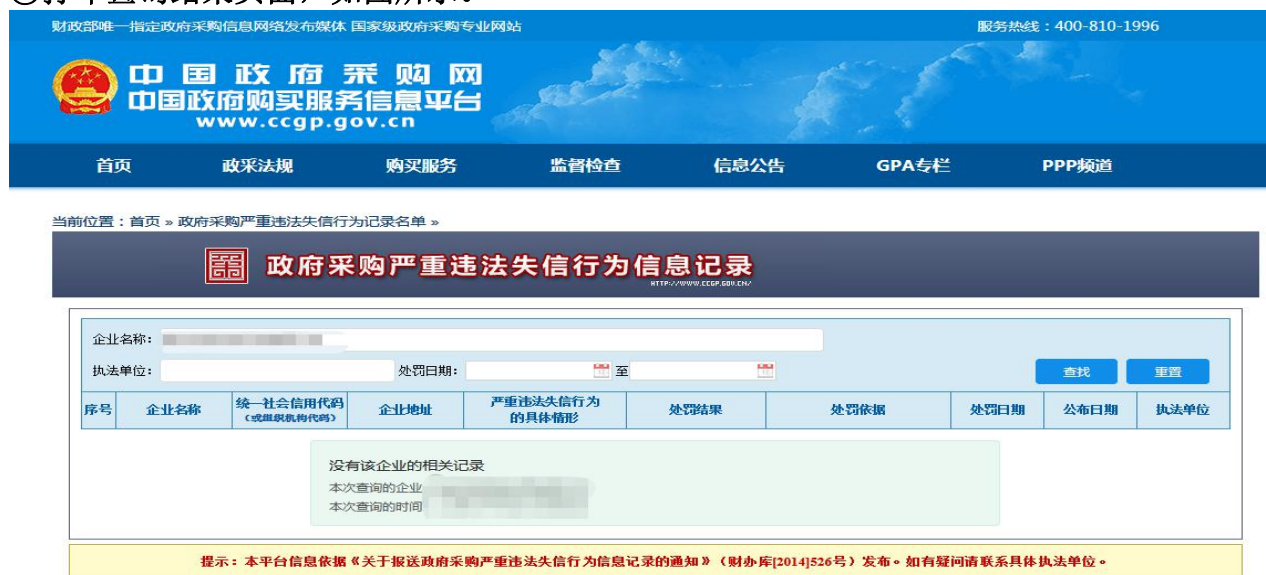 财政部唯一指定政府采购信息网络发布媒体 国家级政府采购专业网站
服务热线：400-810-1996
中国政府采购网
中国政府购买服务信息平台
www.ccgp.gov.cn
首页 政采法规 购买服务 监督检查 信息公告 GPA专栏 PPP频道
当前位置：首页 » 政府采购严重违法失信行为记录名单 »
政府采购严重违法失信行为信息记录
HTTP://WWW.CCGP.GOV.CN/
企业名称：
执法单位： 处罚日期： 至 查找 重置
序号 企业名称 统一社会信用代码（或组织机构代码） 企业地址 严重违法失信行为的具体情形 处罚结果 处罚依据 处罚日期 公布日期 执法单位
没有该企业的相关记录
本次查询的企业
本次查询的时间
提示：本平台信息依据《关于报送政府采购严重违法失信行为信息记录的通知》（财办库[2014]526号）发布。如有疑问请联系具体执法单位。